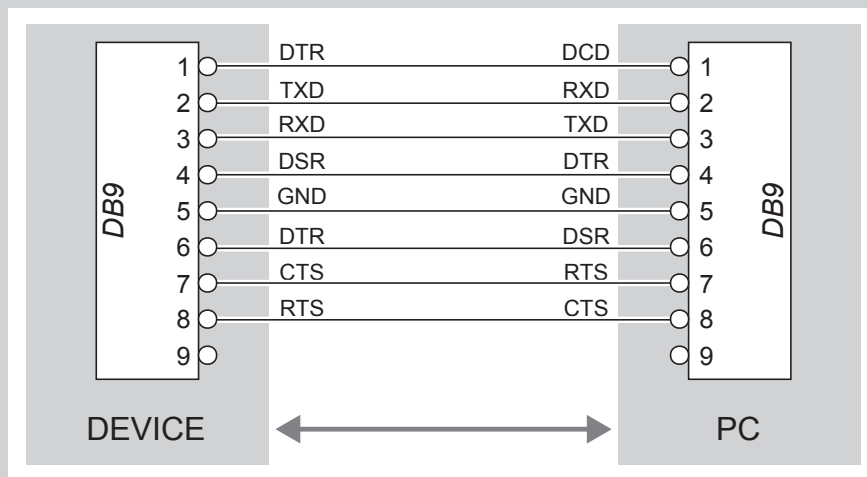 1 DTR DCD 1
2 TXD RXD 2
3 RXD TXD 3
4 DSR DTR 4
5 GND GND 5
6 DTR DSR 6
7 CTS RTS 7
8 RTS CTS 8
9 9
DB9 DB9
DEVICE PC